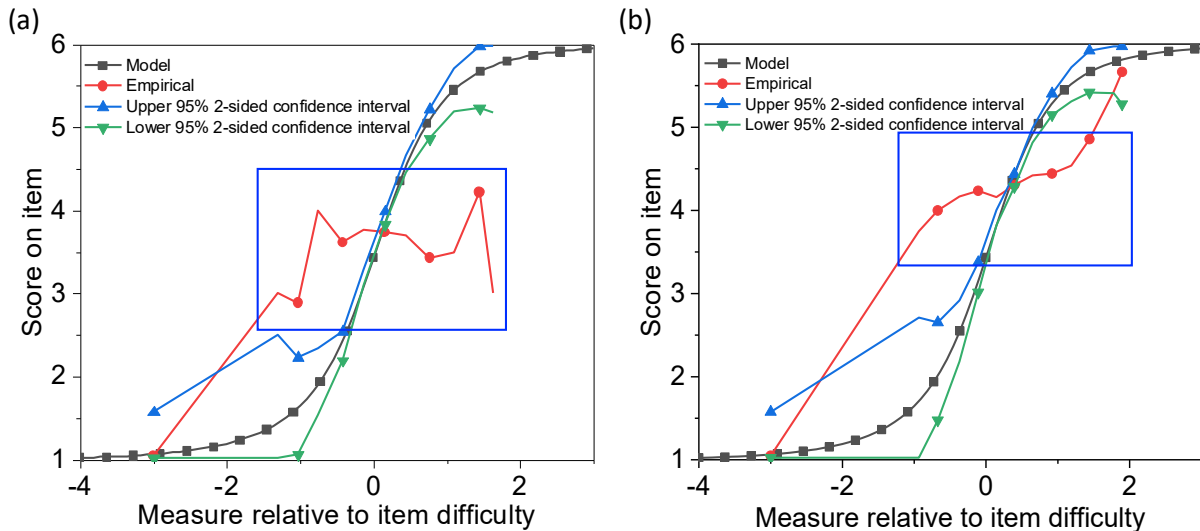 (a)
6
5
4
3
2
1
Score on item
Model
Empirical
Upper 95% 2-sided confidence interval
Lower 95% 2-sided confidence interval
-4
-2
0
2
Measure relative to item difficulty
(b)
6
5
4
3
2
1
Score on item
Model
Empirical
Upper 95% 2-sided confidence interval
Lower 95% 2-sided confidence interval
-4
-2
0
2
Measure relative to item difficulty